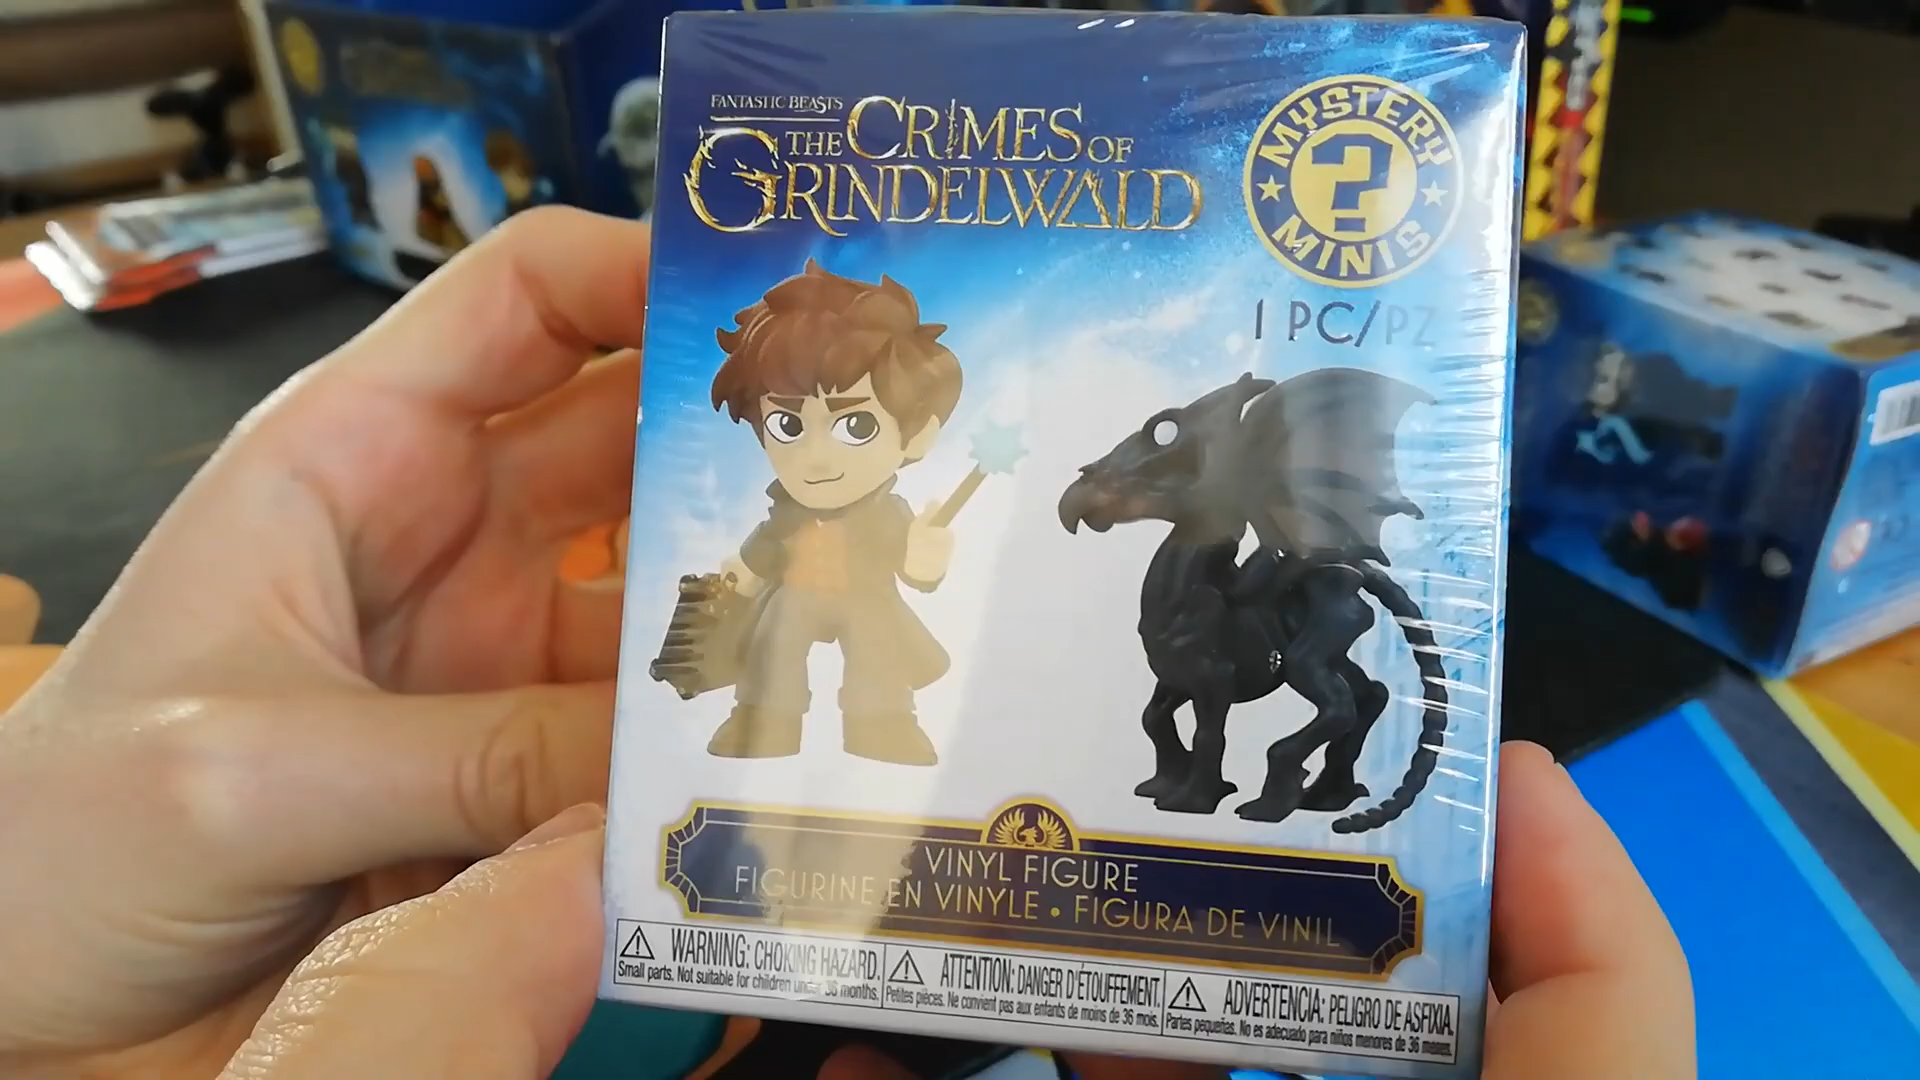 FANTASTIC BEASTS
THE CRIMES OF
GRINDELWALD
MYSTERY
?
MINIS
1 PC/PZ
VINYL FIGURE
FIGURINE EN VINYLE • FIGURA DE VINIL
WARNING: CHOKING HAZARD.
Small parts. Not suitable for children under 36 months.
ATTENTION: DANGER D'ÉTOUFFEMENT.
Petites pièces. Ne convient pas aux enfants de moins de 36 mois.
ADVERTENCIA: PELIGRO DE ASFIXIA.
Partes pequeñas. No es adecuado para niños menores de 36 meses.